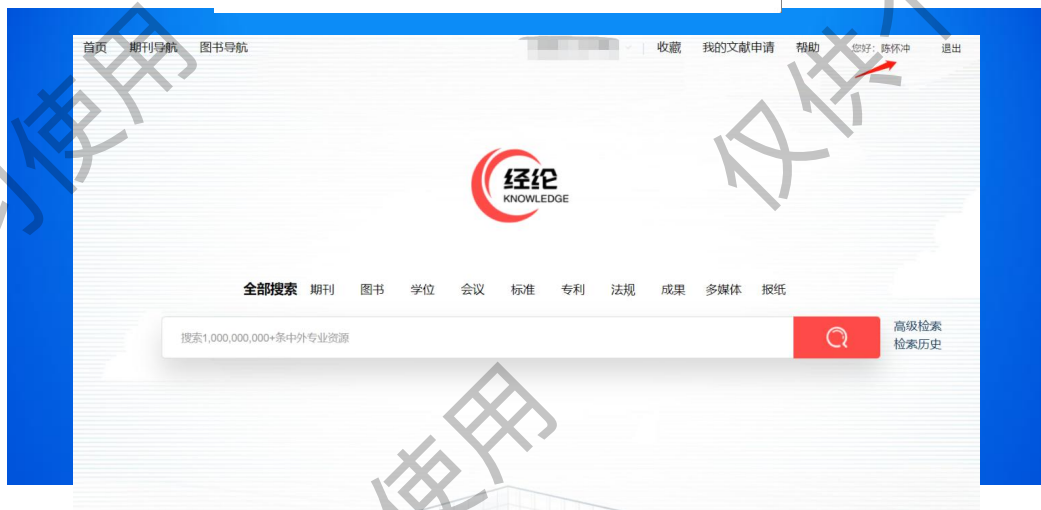 首页 期刊导航 图书导航 收藏 我的文献申请 帮助 您好：陈怀冲 退出
经纶
KNOWLEDGE
全部搜索 期刊 图书 学位 会议 标准 专利 法规 成果 多媒体 报纸
搜索1,000,000,000+条中外专业资源
高级检索
检索历史
仅供
使用
使用